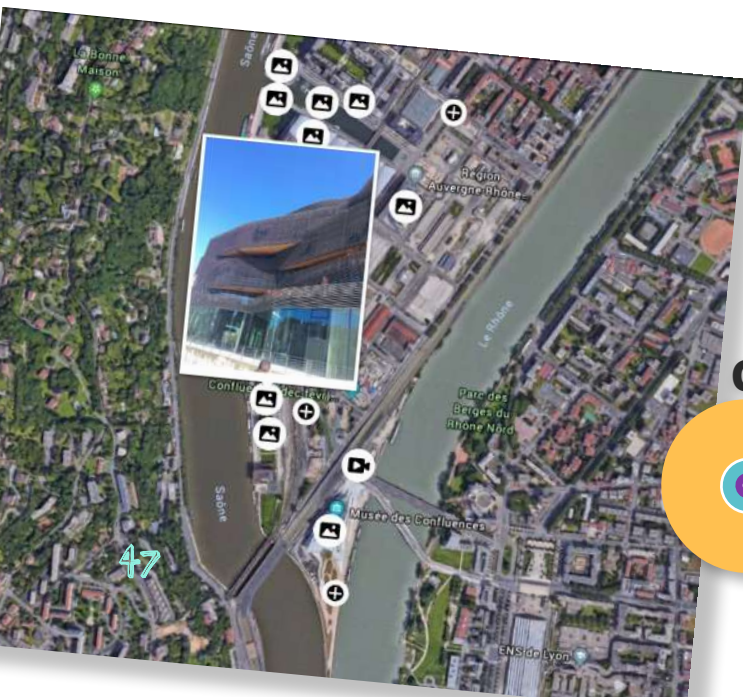 La Bonne
Maison
Saône
Région
Auvergne-Rhône-
Le Rhône
Parc des
Berges du
Rhône Nord
Saône
Musée des Confluences
47
ENS de Lyon